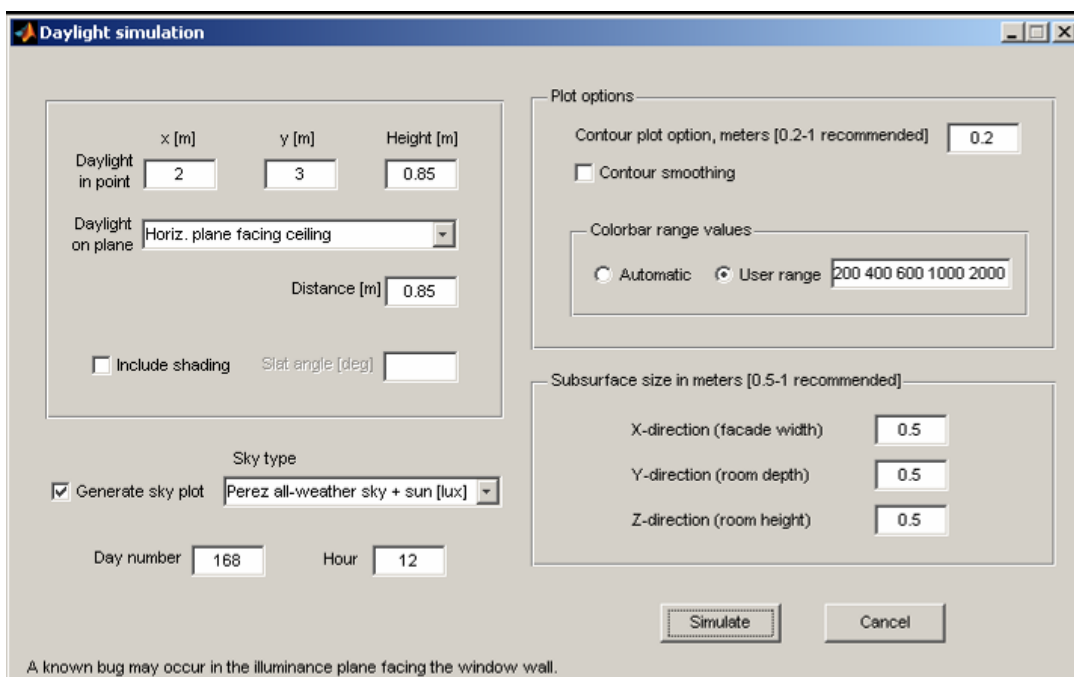 Daylight simulation
x [m] y [m] Height [m]
Daylight in point 2 3 0.85
Daylight on plane Horiz. plane facing ceiling
Distance [m] 0.85
Include shading Slat angle [deg]
Sky type
Generate sky plot Perez all-weather sky + sun [lux]
Day number 168 Hour 12
Plot options
Contour plot option, meters [0.2-1 recommended] 0.2
Contour smoothing
Colorbar range values
Automatic User range 200 400 600 1000 2000
Subsurface size in meters [0.5-1 recommended]
X-direction (facade width) 0.5
Y-direction (room depth) 0.5
Z-direction (room height) 0.5
Simulate Cancel
A known bug may occur in the illuminance plane facing the window wall.